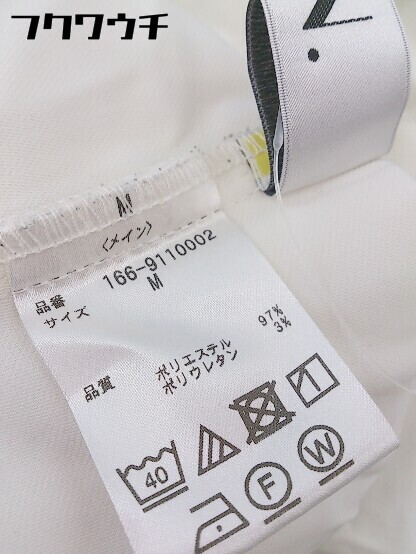 フクワウチ
M
〈メイン〉
品番 166-9110002
サイズ M
品質 ポリエステル 97%
ポリウレタン 3%
40
F W